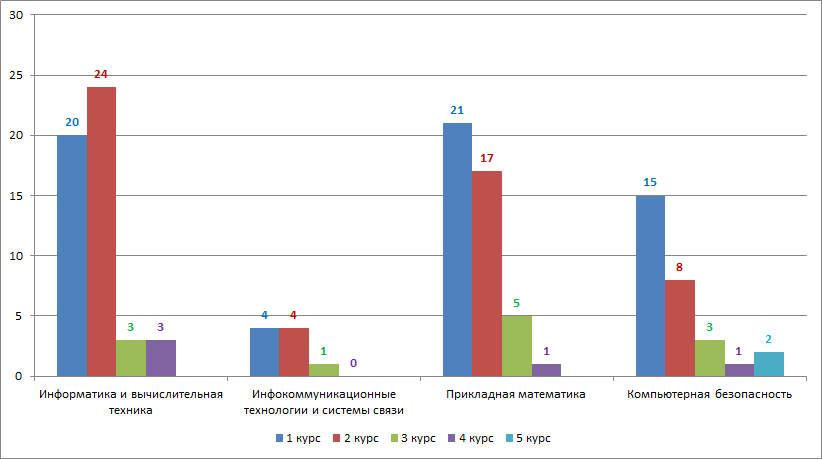 30
25
20
15
10
5
0
20 24 3 3
4 4 1 0
21 17 5 1
15 8 3 1 2
Информатика и вычислительная
техника
Инфокоммуникационные
технологии и системы связи
Прикладная математика
Компьютерная безопасность
1 курс 2 курс 3 курс 4 курс 5 курс